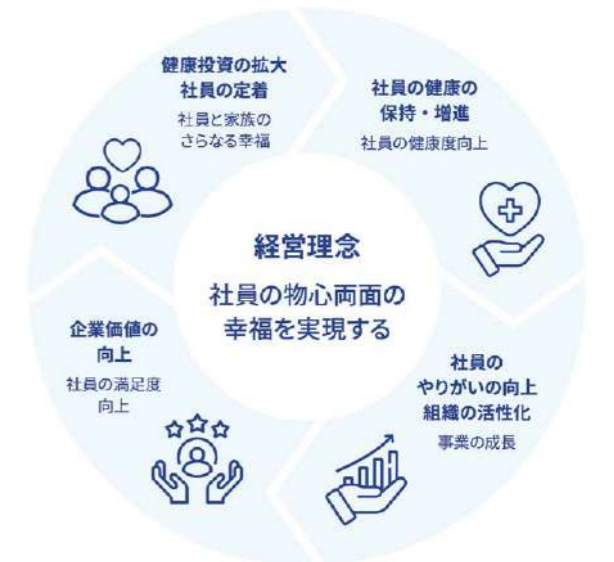 健康投資の拡大
社員の定着
社員と家族の
さらなる幸福
社員の健康の
保持・増進
社員の健康度向上
経営理念
社員の物心両面の
幸福を実現する
企業価値の
向上
社員の満足度
向上
社員の
やりがいの向上
組織の活性化
事業の成長